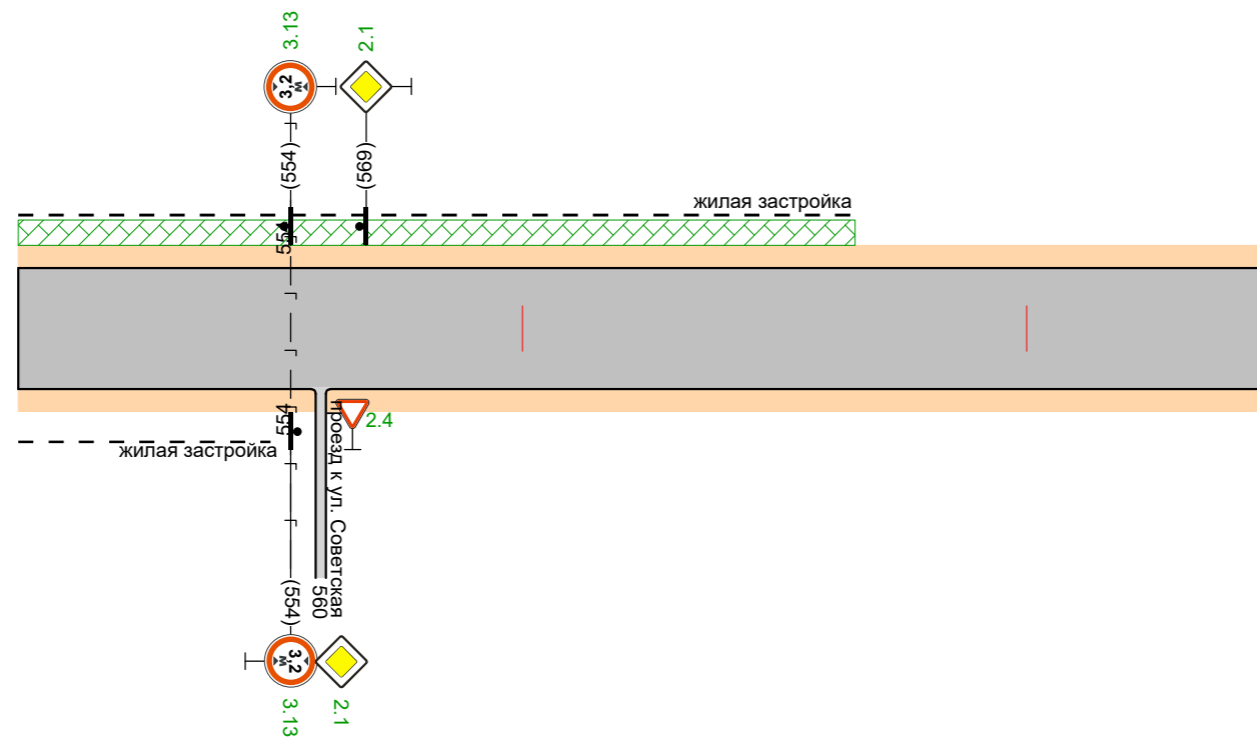 3.13
2.1
3,2
м
(554)
(569)
жилая застройка
554
554
2.4
жилая застройка
проезд к ул. Советская
560
(554)
3,2
м
3.13
2.1